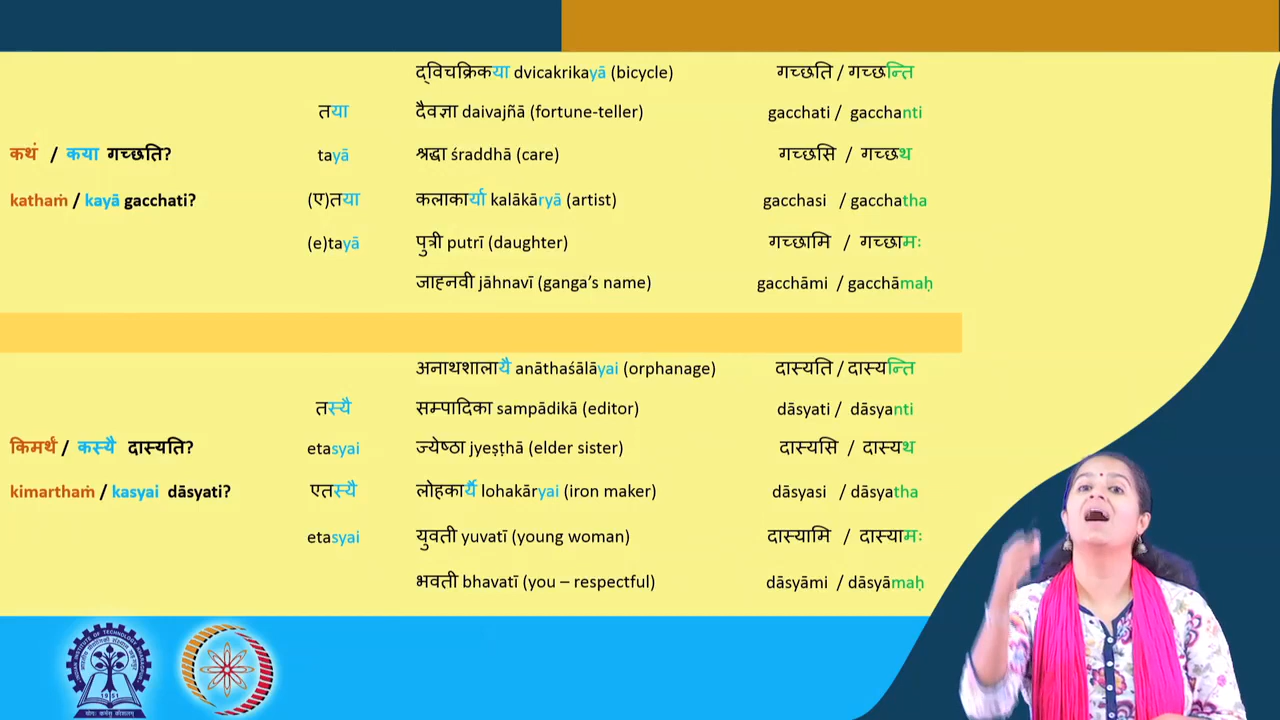 द्विचक्रिकया dvicakrikayā (bicycle) गच्छति / गच्छन्ति
तया दैवज्ञा daivajñā (fortune-teller) gacchati / gacchanti
कथं / कया गच्छति? tayā श्रद्धा śraddhā (care) गच्छसि / गच्छथ
kathaṁ / kayā gacchati? (ए)तया कलाकार्या kalākāryā (artist) gacchasi / gacchatha
(e)tayā पुत्री putrī (daughter) गच्छामि / गच्छामः
जाह्नवी jāhnavī (ganga's name) gacchāmi / gacchāmaḥ
अनाथशालायै anāthaśālāyai (orphanage) दास्यति / दास्यन्ति
तस्यै सम्पादिका sampādikā (editor) dāsyati / dāsyanti
किमर्थं / कस्यै दास्यति? etasyai ज्येष्ठा jyeṣṭhā (elder sister) दास्यसि / दास्यथ
kimarthaṁ / kasyai dāsyati? एतस्यै लोहकार्यै lohakāryai (iron maker) dāsyasi / dāsyatha
etasyai युवती yuvatī (young woman) दास्यामि / दास्यामः
भवती bhavatī (you – respectful) dāsyāmi / dāsyāmaḥ